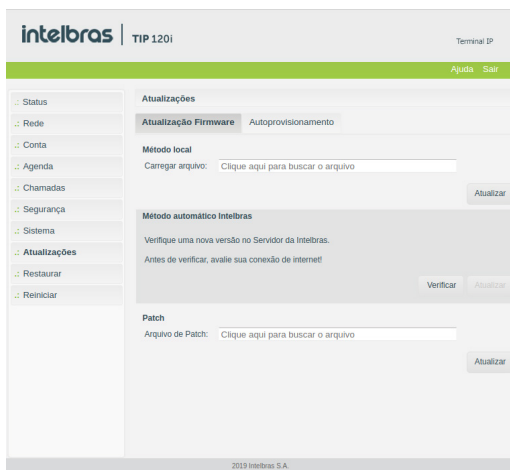 intelbras | TIP 120i
Terminal IP
Ajuda Sair
.: Status
.: Rede
.: Conta
.: Agenda
.: Chamadas
.: Segurança
.: Sistema
.: Atualizações
.: Restaurar
.: Reiniciar
Atualizações
Atualização Firmware Autoprovisionamento
Método local
Carregar arquivo: Clique aqui para buscar o arquivo
Atualizar
Método automático Intelbras
Verifique uma nova versão no Servidor da Intelbras.
Antes de verificar, avalie sua conexão de internet!
Verificar Atualizar
Patch
Arquivo de Patch: Clique aqui para buscar o arquivo
Atualizar
2019 Intelbras S.A.